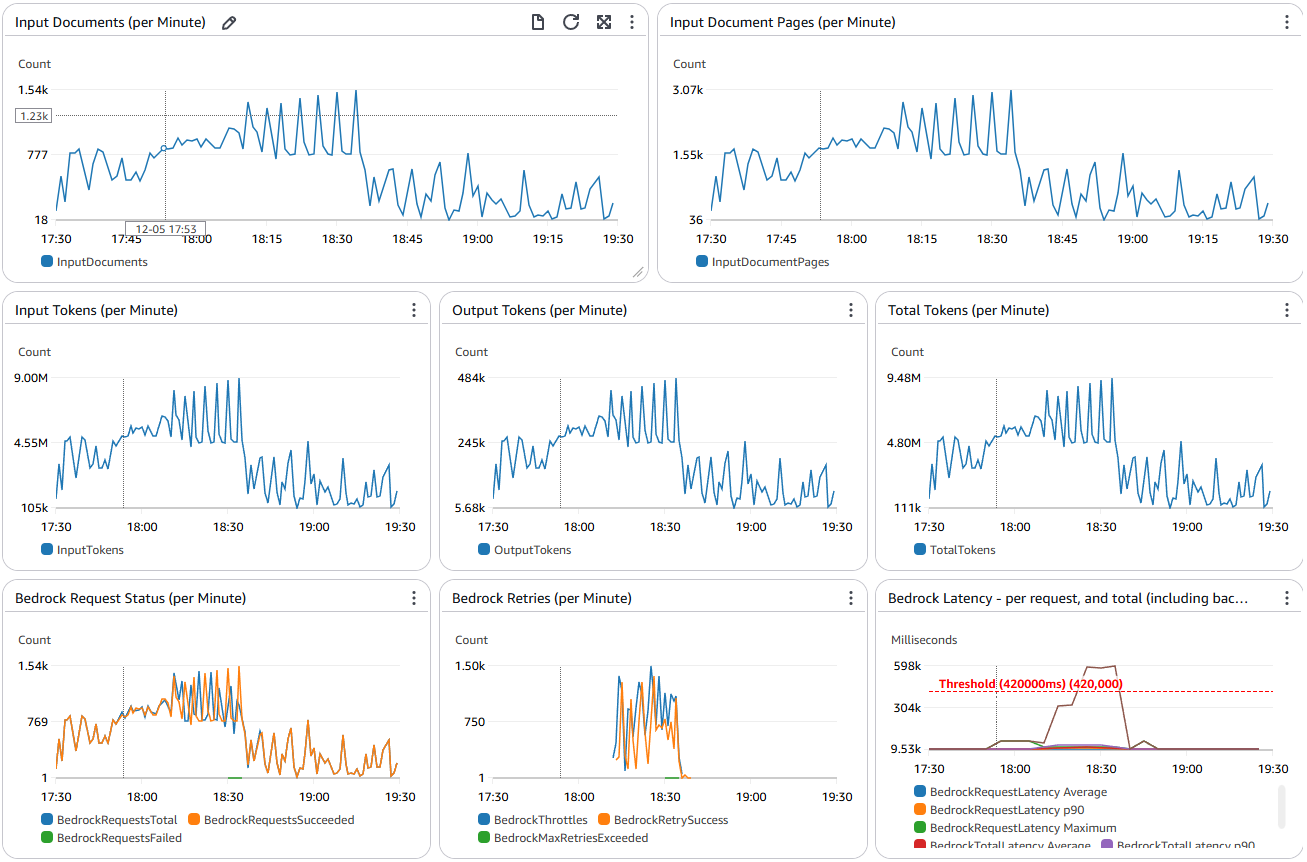 Input Documents (per Minute)
Input Document Pages (per Minute)
Count
Count
1.54k
3.07k
1.23k
777
1.55k
18
36
12-05 17:53
17:30 17:45 18:00 18:15 18:30 18:45 19:00 19:15 19:30
17:30 17:45 18:00 18:15 18:30 18:45 19:00 19:15 19:30
InputDocuments
InputDocumentPages
Input Tokens (per Minute)
Output Tokens (per Minute)
Total Tokens (per Minute)
Count
Count
Count
9.00M
484k
9.48M
4.55M
245k
4.80M
105k
5.68k
111k
17:30 18:00 18:30 19:00 19:30
17:30 18:00 18:30 19:00 19:30
17:30 18:00 18:30 19:00 19:30
InputTokens
OutputTokens
TotalTokens
Bedrock Request Status (per Minute)
Bedrock Retries (per Minute)
Bedrock Latency - per request, and total (including bac...
Count
Count
Milliseconds
1.54k
1.50k
598k
Threshold (420000ms) (420,000)
769
750
304k
1
1
9.53k
17:30 18:00 18:30 19:00 19:30
17:30 18:00 18:30 19:00 19:30
17:30 18:00 18:30 19:00 19:30
BedrockRequestsTotal BedrockRequestsSucceeded
BedrockRequestsFailed
BedrockThrottles BedrockRetrySuccess
BedrockMaxRetriesExceeded
BedrockRequestLatency Average
BedrockRequestLatency p90
BedrockRequestLatency Maximum
BedrockTotalLatency Average BedrockTotalLatency p90